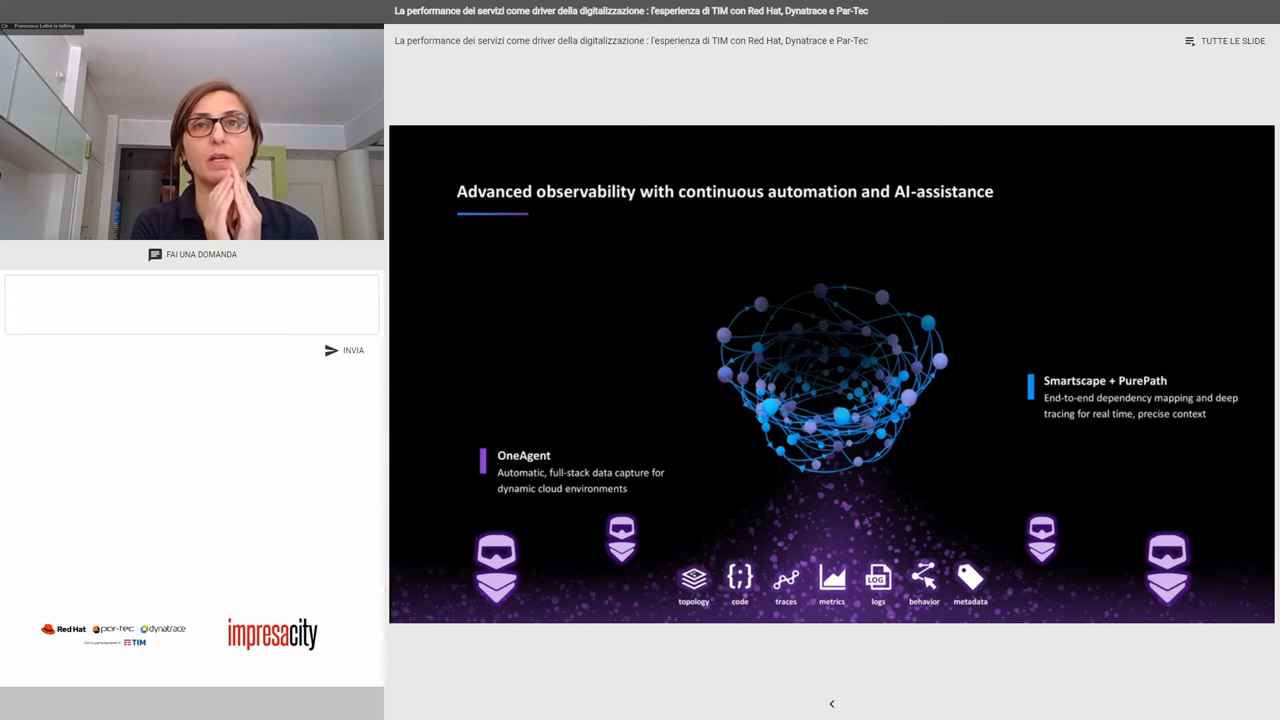 La performance dei servizi come driver della digitalizzazione : l'esperienza di TIM con Red Hat, Dynatrace e Par-Tec
Francesca Lalini is talking
La performance dei servizi come driver della digitalizzazione : l'esperienza di TIM con Red Hat, Dynatrace e Par-Tec
TUTTE LE SLIDE
FAI UNA DOMANDA
INVIA
Advanced observability with continuous automation and AI-assistance
Smartscape + PurePath
End-to-end dependency mapping and deep
tracing for real time, precise context
OneAgent
Automatic, full-stack data capture for
dynamic cloud environments
LOG
topology code traces metrics logs behavior metadata
Red Hat par-tec dynatrace
TIM
impresacity